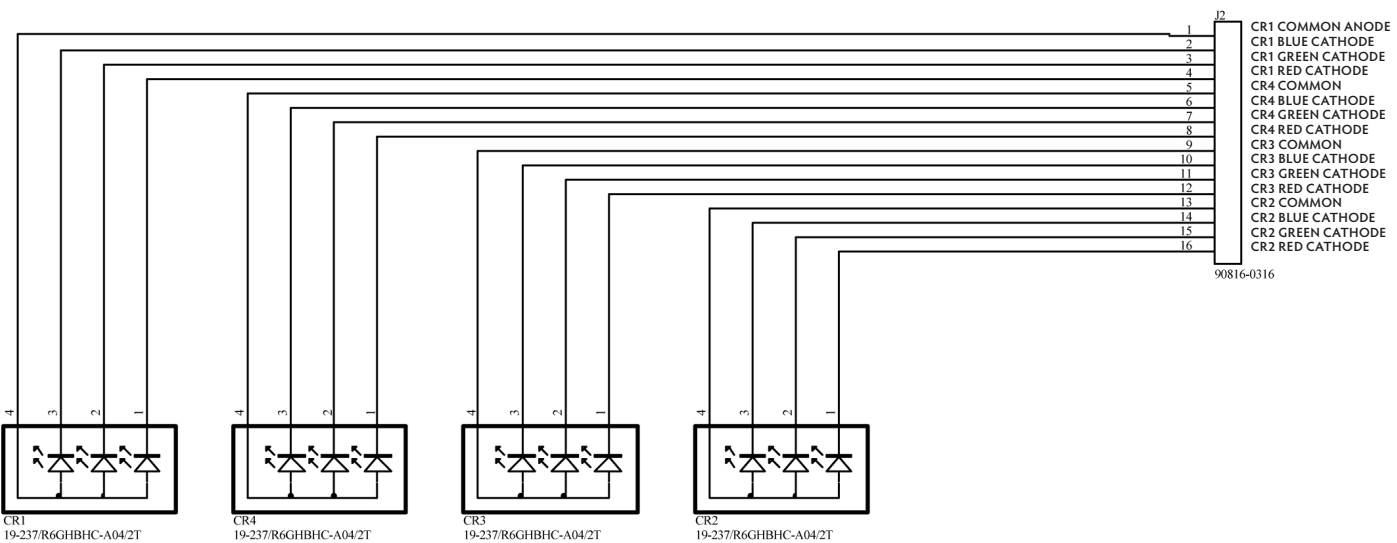 J2
1 CR1 COMMON ANODE
2 CR1 BLUE CATHODE
3 CR1 GREEN CATHODE
4 CR1 RED CATHODE
5 CR4 COMMON
6 CR4 BLUE CATHODE
7 CR4 GREEN CATHODE
8 CR4 RED CATHODE
9 CR3 COMMON
10 CR3 BLUE CATHODE
11 CR3 GREEN CATHODE
12 CR3 RED CATHODE
13 CR2 COMMON
14 CR2 BLUE CATHODE
15 CR2 GREEN CATHODE
16 CR2 RED CATHODE
90816-0316
4 3 2 1 4 3 2 1 4 3 2 1 4 3 2 1
CR1 CR4 CR3 CR2
19-237/R6GHBHC-A04/2T 19-237/R6GHBHC-A04/2T 19-237/R6GHBHC-A04/2T 19-237/R6GHBHC-A04/2T